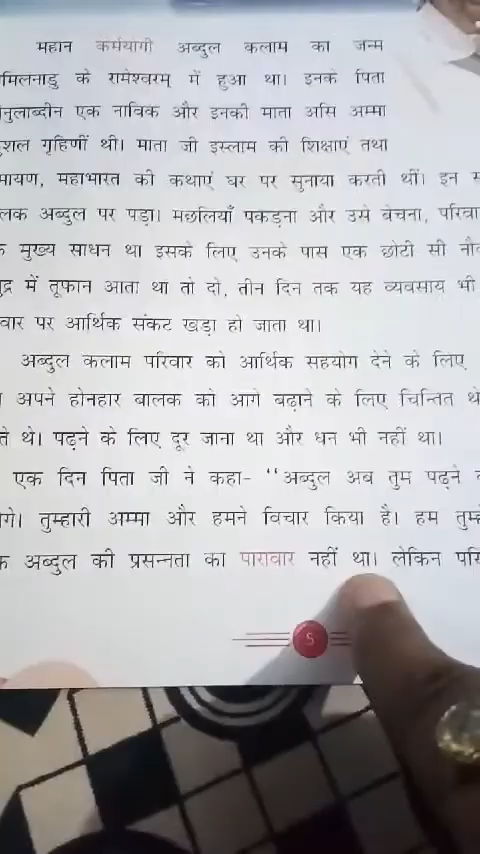 महान कर्मयोगी अब्दुल कलाम का जन्म
मिलनाडु के रामेश्वरम् में हुआ था। इनके पिता
नुलाब्दीन एक नाविक और इनकी माता असि अम्मा
शल गृहिणीं थी। माता जी इस्लाम की शिक्षाएं तथा
मायण, महाभारत की कथाएं घर पर सुनाया करती थीं। इन
लक अब्दुल पर पड़ा। मछलियाँ पकड़ना और उसे बेचना, परिवा
मुख्य साधन था इसके लिए उनके पास एक छोटी सी नौ
में तूफान आता था तो दो, तीन दिन तक यह व्यवसाय भी
वार पर आर्थिक संकट खड़ा हो जाता था।
अब्दुल कलाम परिवार को आर्थिक सहयोग देने के लिए
अपने होनहार बालक को आगे बढ़ाने के लिए चिन्तित थे
ते थे। पढ़ने के लिए दूर जाना था और धन भी नहीं था।
एक दिन पिता जी ने कहा- ‘‘अब्दुल अब तुम पढ़ने
गे। तुम्हारी अम्मा और हमने विचार किया है। हम तुम्ह
अब्दुल की प्रसन्नता का पारावार नहीं था। लेकिन परि
5